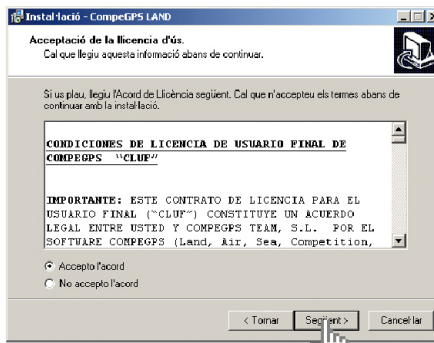 Instal·lació - CompeGPS LAND
Acceptació de la llicencia d'ús.
Cal que llegiu aquesta informació abans de continuar.
Si us plau, llegiu l'Acord de Llicència següent. Cal que n'accepteu els termes abans de
continuar amb la instal·lació.
CONDICIONES DE LICENCIA DE USUARIO FINAL DE
COMPEGPS "CLUF"
IMPORTANTE: ESTE CONTRATO DE LICENCIA PARA EL
USUARIO FINAL ("CLUF") CONSTITUYE UN ACUERDO
LEGAL ENTRE USTED Y COMPEGPS TEAM, S.L. POR EL
SOFTWARE COMPEGPS (Land, Air, Sea, Competition,
Accepto l'acord
No accepto l'acord
< Tornar Següent > Cancel·lar